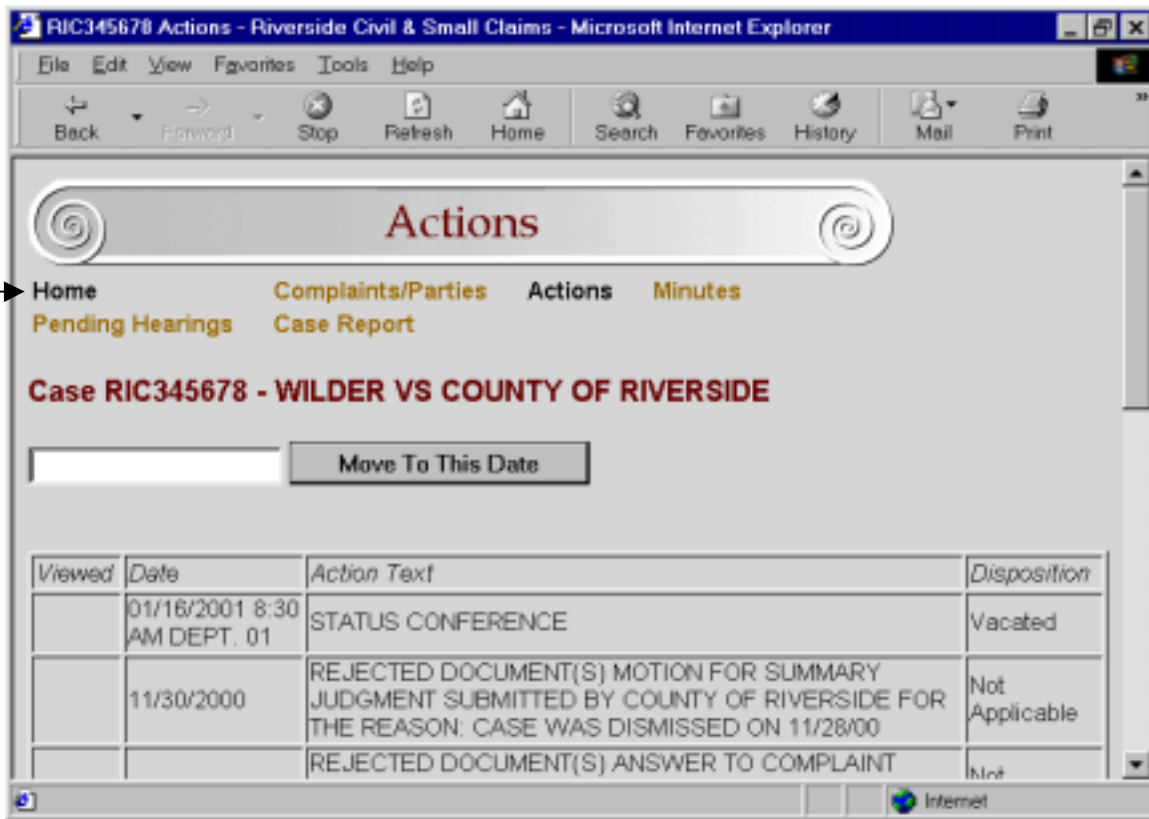 RIC345678 Actions - Riverside Civil & Small Claims - Microsoft Internet Explorer
File Edit View Favorites Tools Help
Back Forward Stop Refresh Home Search Favorites History Mail Print
Actions
Home Complaints/Parties Actions Minutes
Pending Hearings Case Report
Case RIC345678 - WILDER VS COUNTY OF RIVERSIDE
Move To This Date
Viewed Date Action Text Disposition
01/16/2001 8:30
AM DEPT. 01
STATUS CONFERENCE
Vacated
11/30/2000
REJECTED DOCUMENT(S) MOTION FOR SUMMARY
JUDGMENT SUBMITTED BY COUNTY OF RIVERSIDE FOR
THE REASON: CASE WAS DISMISSED ON 11/28/00
Not
Applicable
REJECTED DOCUMENT(S) ANSWER TO COMPLAINT
Not
Internet